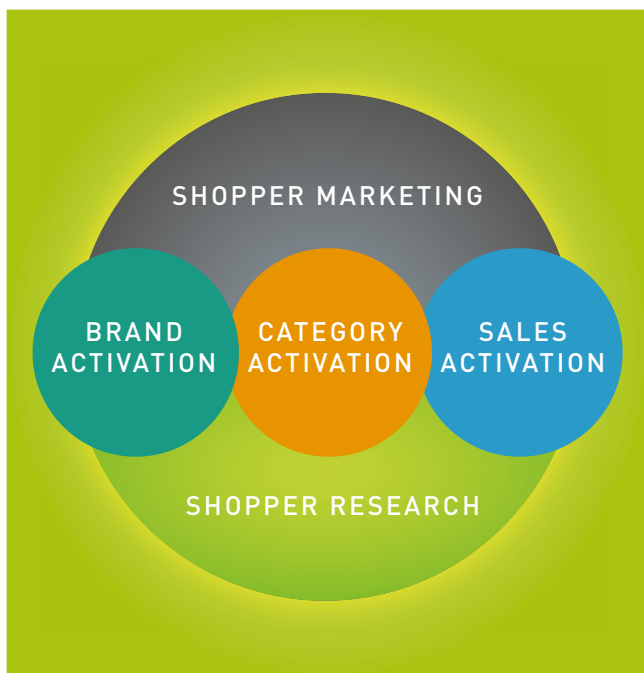 SHOPPER MARKETING
BRAND
ACTIVATION
CATEGORY
ACTIVATION
SALES
ACTIVATION
SHOPPER RESEARCH